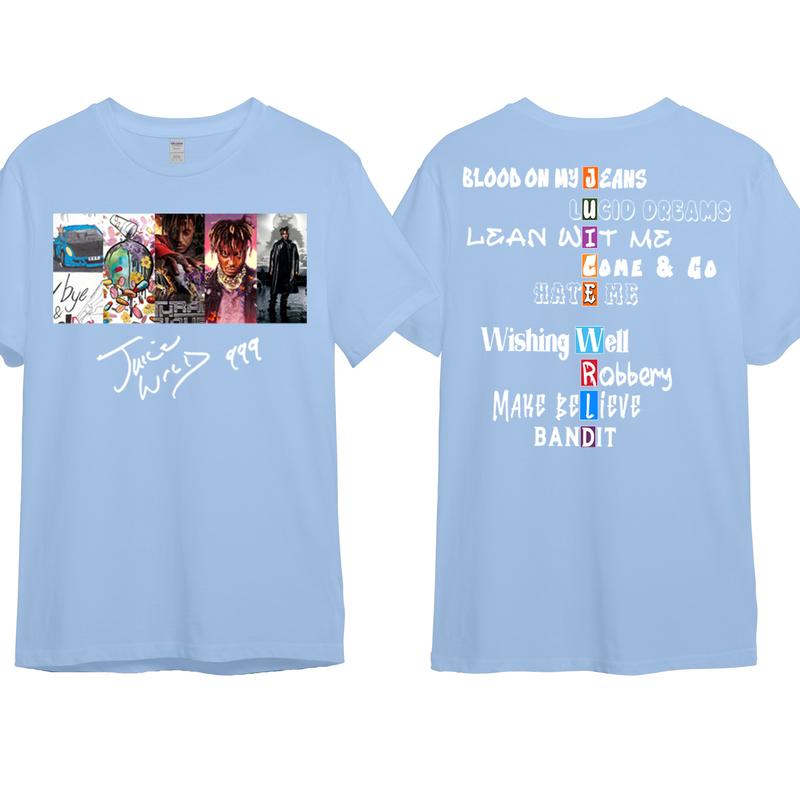 bye
&
Juice
WRLD 999
BLOOD ON MY JEANS
LUCID DREAMS
LEAN WIT ME
COME & GO
HATE ME
Wishing Well
Robbery
MAKE BELIEVE
BANDIT